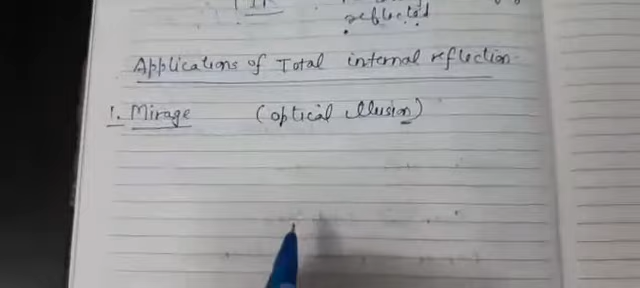 reflected
Applications of Total internal reflection.
1. Mirage (optical illusion)